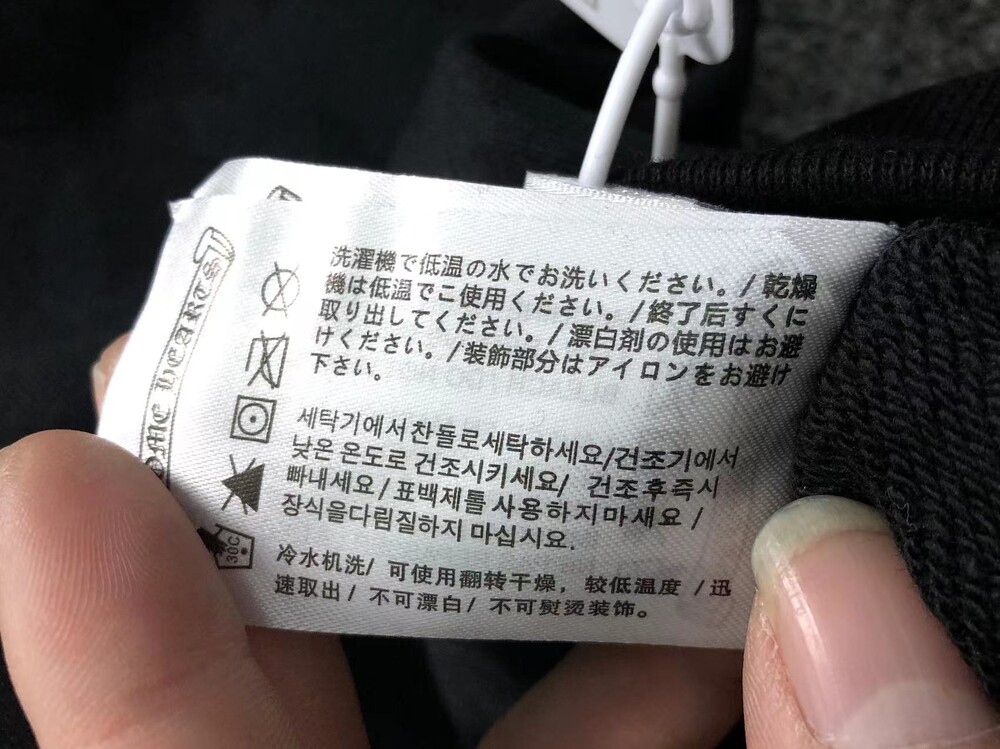 洗濯機で低温の水でお洗いください。/乾燥
機は低温でご使用ください。/終了后すぐに
取り出してください。/漂白剤の使用はお避
けください。/装飾部分はアイロンをお避け
下さい。
세탁기에서찬돌로세탁하세요/건조기에서
낮온 온도로 건조시키세요/ 건조후즉시
빠내세요/표백제틀사용하지마새요/
장식을다림질하지 마십시요.
冷水机洗/ 可使用翻转干燥，较低温度 /迅
速取出/ 不可漂白/ 不可熨烫装饰。
30C